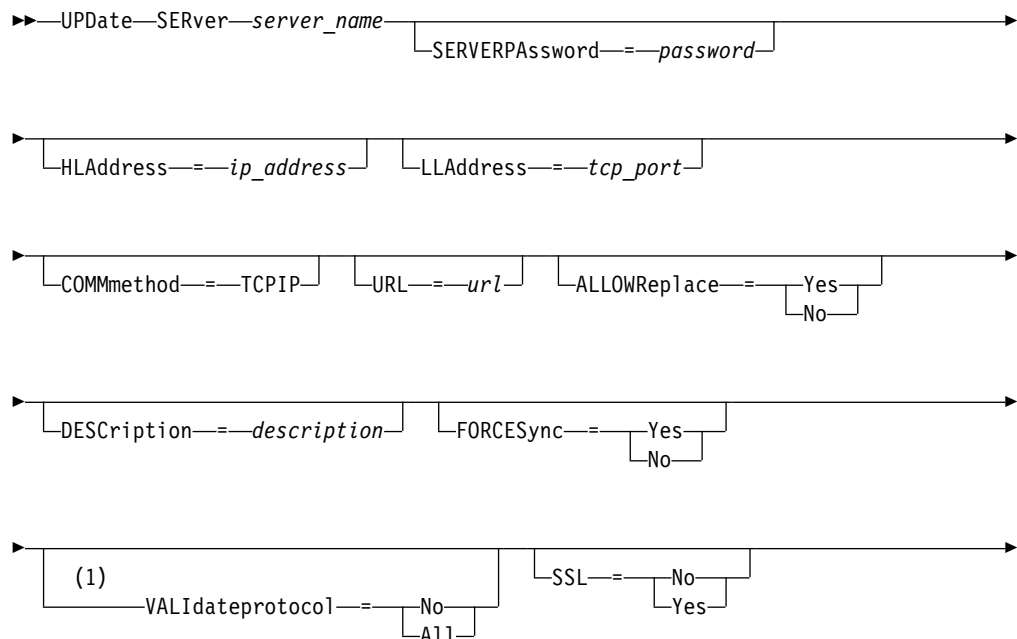 UPDate SERver server_name
SERVERPAssword = password
HLAddress = ip_address LLAddress = tcp_port
COMMmethod = TCPIP URL = url ALLOWReplace = Yes
No
DESCription = description FORCESync = Yes
No
(1)
VALIdateprotocol = No
All
SSL = No
Yes